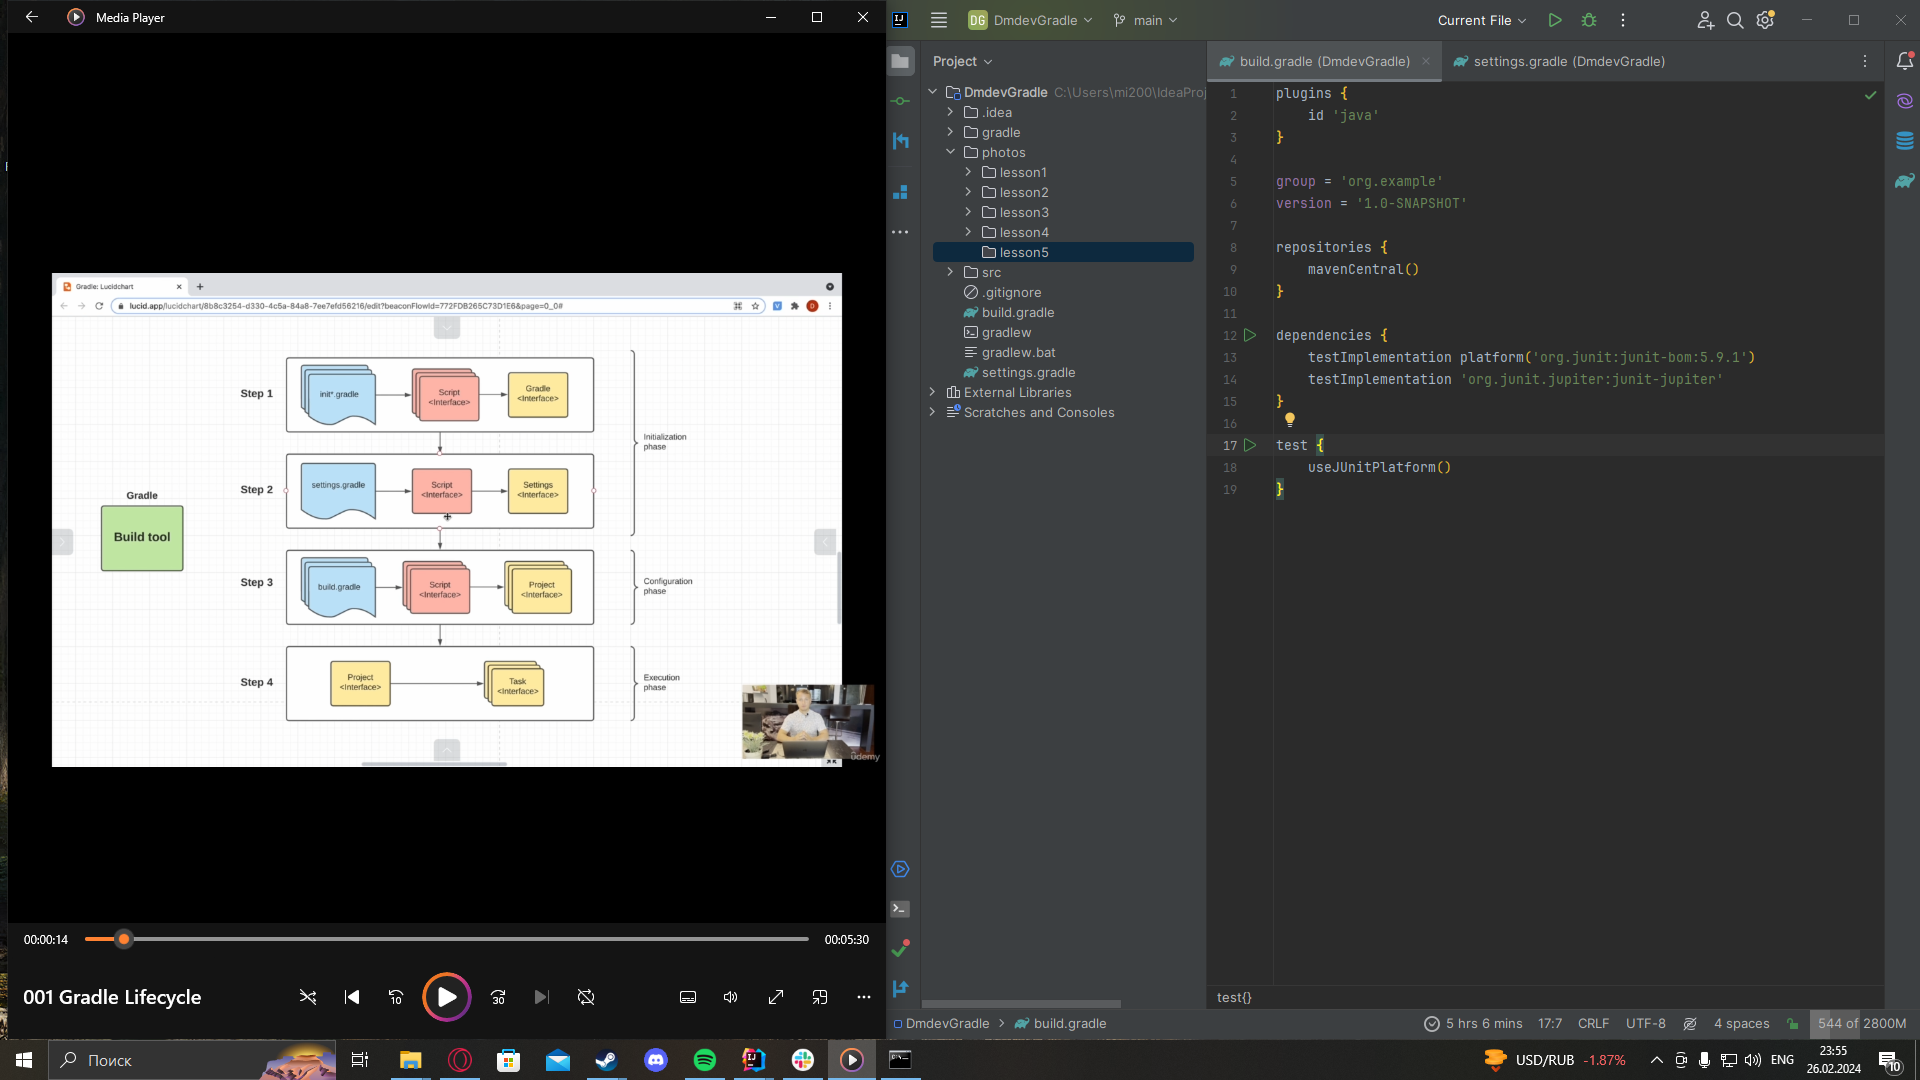 Media Player
Gradle: Lucidchart
lucid.app/lucidchart/8b8c3254-d330-4c5a-84a8-7ee7efd56216/edit?beaconFlowId=772FDB265C73D1E6&page=0_0#
Step 1
init*.gradle
Script
<Interface>
Gradle
<Interface>
Initialization
phase
Step 2
settings.gradle
Script
<Interface>
Settings
<Interface>
Gradle
Build tool
Step 3
build.gradle
Script
<Interface>
Project
<Interface>
Configuration
phase
Step 4
Project
<Interface>
Task
<Interface>
Execution
phase
ûdemy
00:00:14
00:05:30
001 Gradle Lifecycle
10
30
IJ
DG DmdevGradle
main
Current File
Project
DmdevGradle C:\Users\mi200\IdeaProj
.idea
gradle
photos
lesson1
lesson2
lesson3
lesson4
lesson5
src
.gitignore
build.gradle
gradlew
gradlew.bat
settings.gradle
External Libraries
Scratches and Consoles
build.gradle (DmdevGradle)
settings.gradle (DmdevGradle)
1 plugins {
2 id 'java'
3 }
4
5 group = 'org.example'
6 version = '1.0-SNAPSHOT'
7
8 repositories {
9 mavenCentral()
10 }
11
12 dependencies {
13 testImplementation platform('org.junit:junit-bom:5.9.1')
14 testImplementation 'org.junit.jupiter:junit-jupiter'
15 }
16
17 test {
18 useJUnitPlatform()
19 }
test{}
DmdevGradle > build.gradle
5 hrs 6 mins
17:7
CRLF
UTF-8
4 spaces
544 of 2800M
Поиск
USD/RUB -1.87%
ENG
23:55
26.02.2024
10